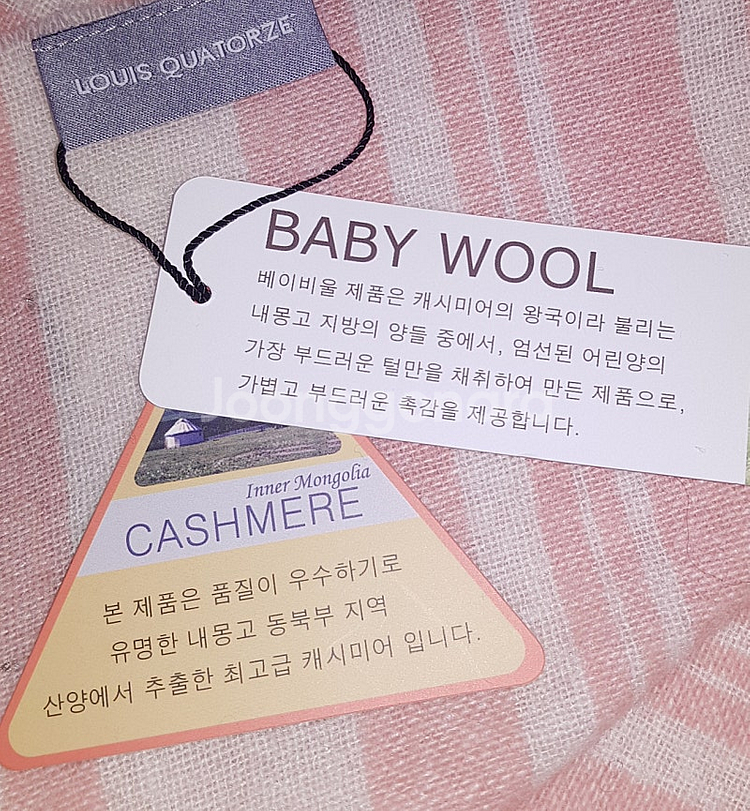 LOUIS QUATORZE
BABY WOOL
베이비울 제품은 캐시미어의 왕국이라 불리는
내몽고 지방의 양들 중에서, 엄선된 어린양의
가장 부드러운 털만을 채취하여 만든 제품으로,
가볍고 부드러운 촉감을 제공합니다.
Joonggonara
Inner Mongolia
CASHMERE
본 제품은 품질이 우수하기로
유명한 내몽고 동북부 지역
산양에서 추출한 최고급 캐시미어 입니다.